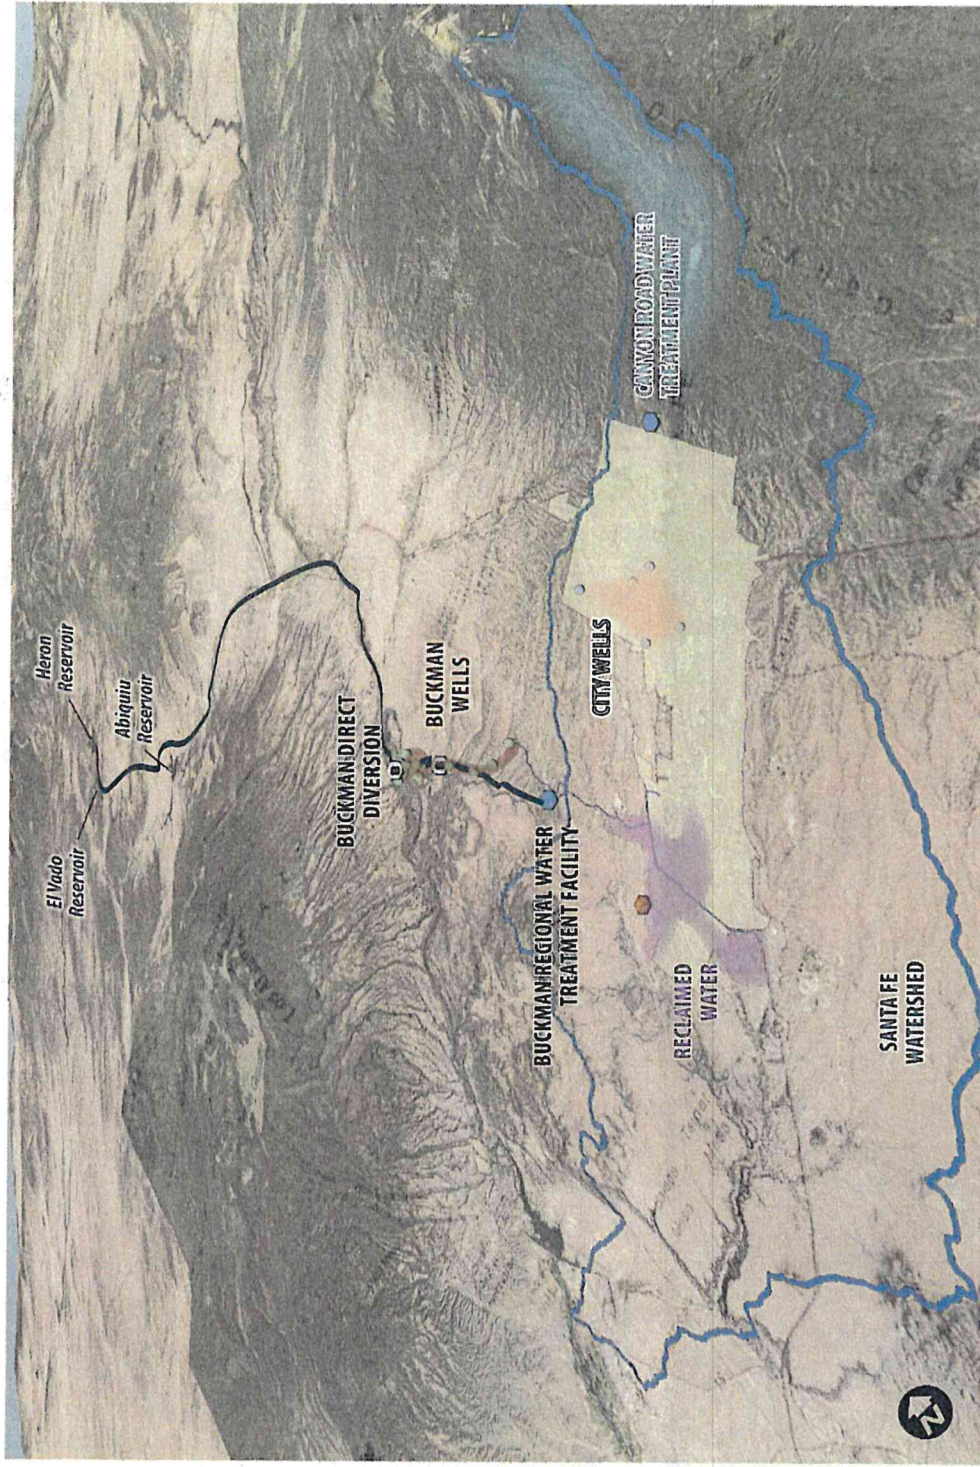 El Vado
Reservoir
Heron
Reservoir
Abiquiu
Reservoir
BUCKMAN DIRECT
DIVERSION
BUCKMAN
WELLS
BUCKMAN REGIONAL WATER
TREATMENT FACILITY
CITY WELLS
CANYON ROAD WATER
TREATMENT PLANT
RECLAIMED
WATER
SANTA FE
WATERSHED
N